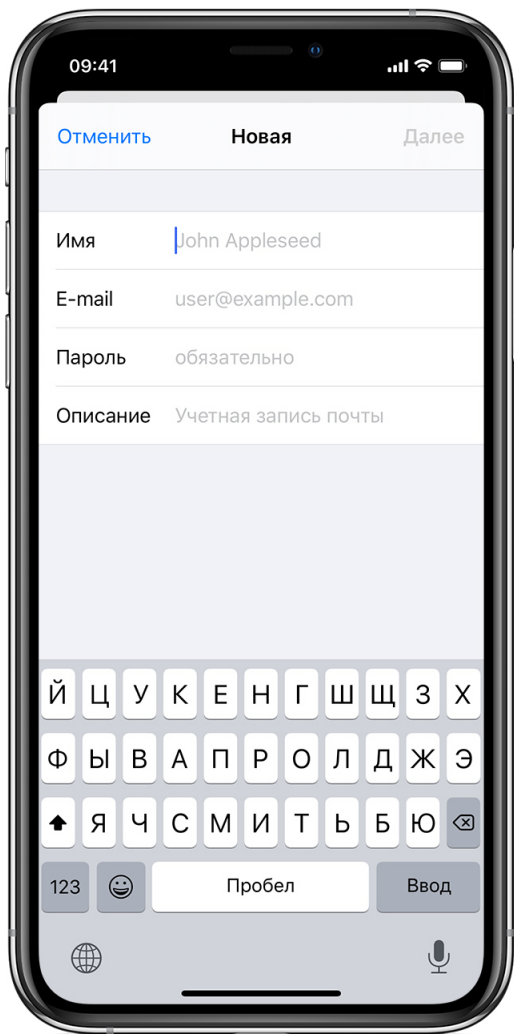 09:41
Отменить Новая Далее
Имя John Appleseed
E-mail user@example.com
Пароль обязательно
Описание Учетная запись почты
Й Ц У К Е Н Г Ш Щ З Х
Ф Ы В А П Р О Л Д Ж Э
Я Ч С М И Т Ь Б Ю
123 Пробел Ввод